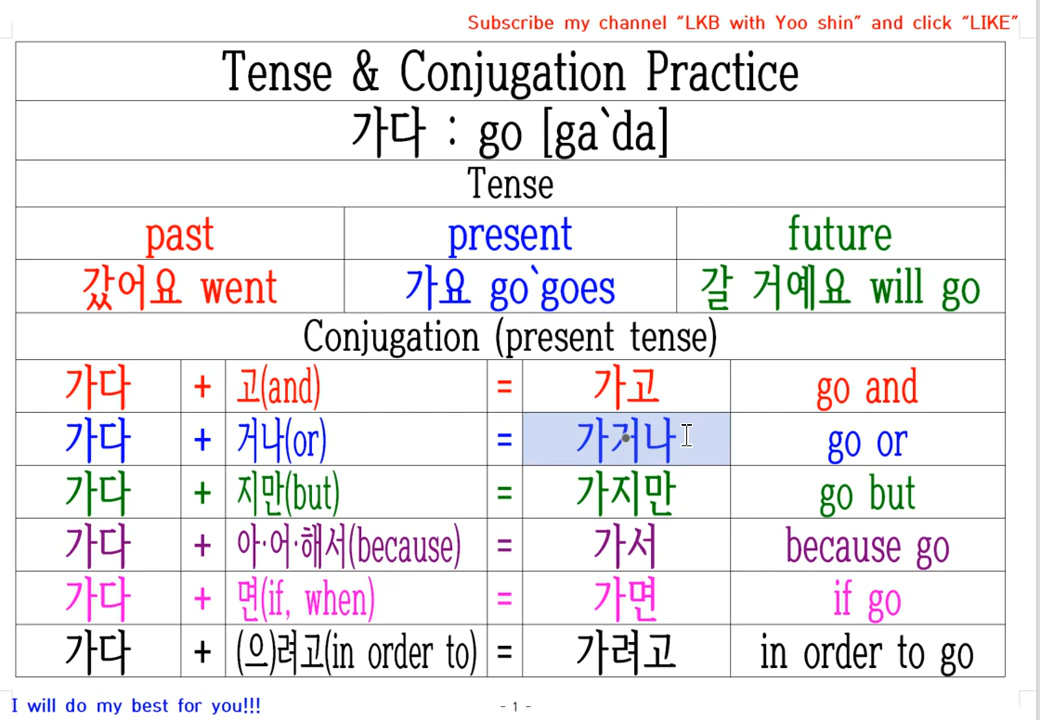 Subscribe my channel “LKB with Yoo shin” and click “LIKE”
Tense & Conjugation Practice
가다 : go [ga`da]
Tense
past present future
갔어요 went 가요 go`goes 갈 거예요 will go
Conjugation (present tense)
가다 + 고(and) = 가고 go and
가다 + 거나(or) = 가거나 go or
가다 + 지만(but) = 가지만 go but
가다 + 아·어·해서(because) = 가서 because go
가다 + 면(if, when) = 가면 if go
가다 + (으)려고(in order to) = 가려고 in order to go
I will do my best for you!!! - 1 -